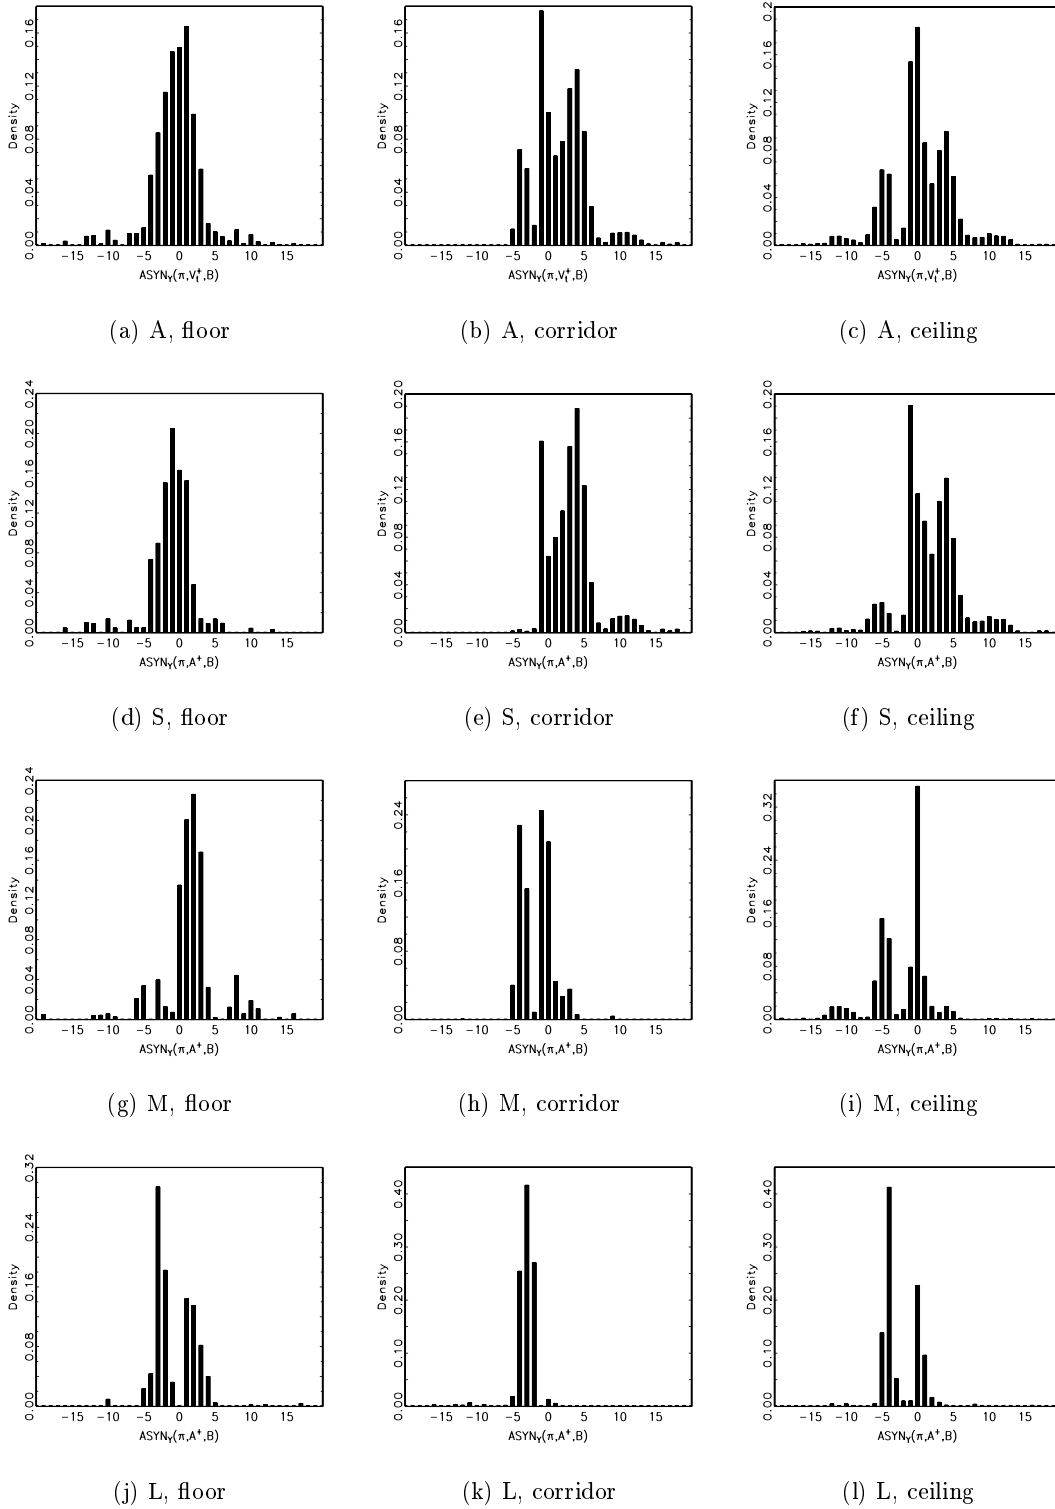 0.00 0.04 0.08 0.12 0.16
Density
−15 −10 −5 0 5 10 15
ASYN_Y(π,V_t^+,B)
(a) A, floor
0.00 0.04 0.08 0.12 0.16
Density
−15 −10 −5 0 5 10 15
ASYN_Y(π,V_t^+,B)
(b) A, corridor
0.00 0.04 0.08 0.12 0.16 0.2
Density
−15 −10 −5 0 5 10 15
ASYN_Y(π,V_t^+,B)
(c) A, ceiling
0.00 0.04 0.08 0.12 0.16 0.20 0.24
Density
−15 −10 −5 0 5 10 15
ASYN_Y(π,A^+,B)
(d) S, floor
0.00 0.04 0.08 0.12 0.16 0.20
Density
−15 −10 −5 0 5 10 15
ASYN_Y(π,A^+,B)
(e) S, corridor
0.00 0.04 0.08 0.12 0.16 0.20
Density
−15 −10 −5 0 5 10 15
ASYN_Y(π,A^+,B)
(f) S, ceiling
0.00 0.04 0.08 0.12 0.16 0.20 0.24
Density
−15 −10 −5 0 5 10 15
ASYN_Y(π,A^+,B)
(g) M, floor
0.00 0.08 0.16 0.24
Density
−15 −10 −5 0 5 10 15
ASYN_Y(π,A^+,B)
(h) M, corridor
0.00 0.08 0.16 0.24 0.32
Density
−15 −10 −5 0 5 10 15
ASYN_Y(π,A^+,B)
(i) M, ceiling
0.00 0.08 0.16 0.24 0.32
Density
−15 −10 −5 0 5 10 15
ASYN_Y(π,A^+,B)
(j) L, floor
0.00 0.10 0.20 0.30 0.40
Density
−15 −10 −5 0 5 10 15
ASYN_Y(π,A^+,B)
(k) L, corridor
0.00 0.10 0.20 0.30 0.40
Density
−15 −10 −5 0 5 10 15
ASYN_Y(π,A^+,B)
(l) L, ceiling